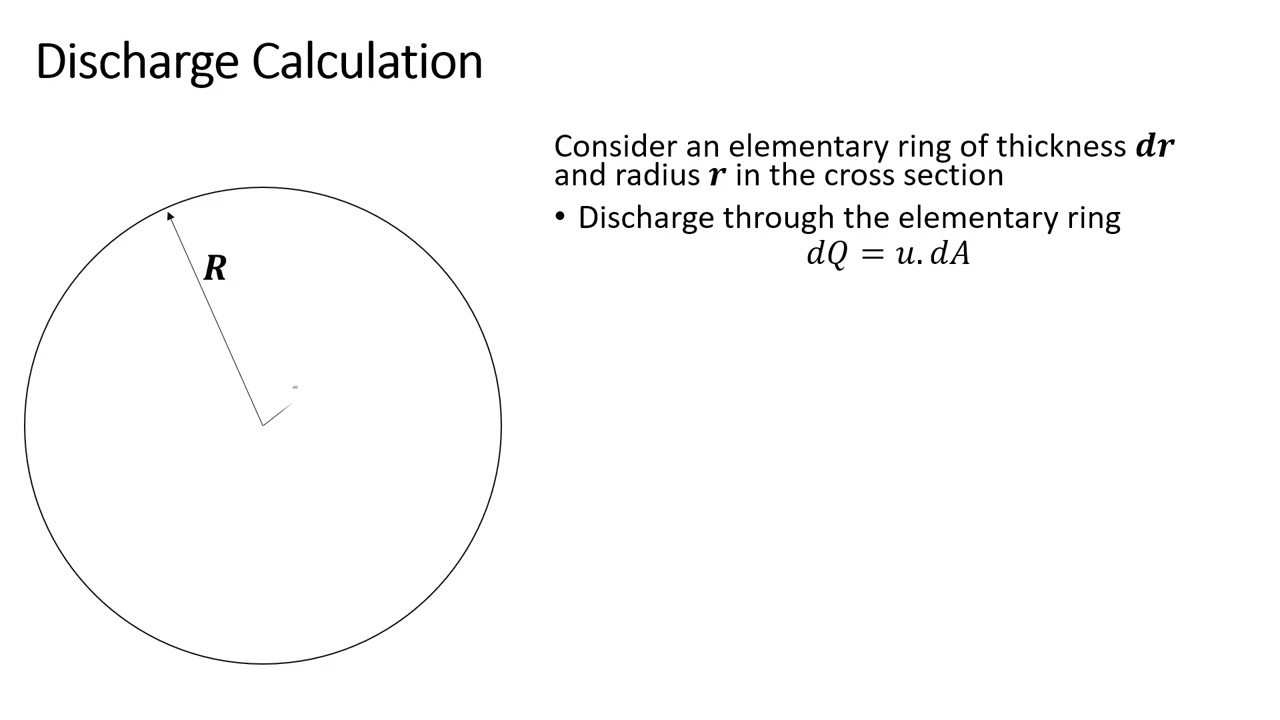 Discharge Calculation
Consider an elementary ring of thickness dr
and radius r in the cross section
• Discharge through the elementary ring
dQ = u. dA
R